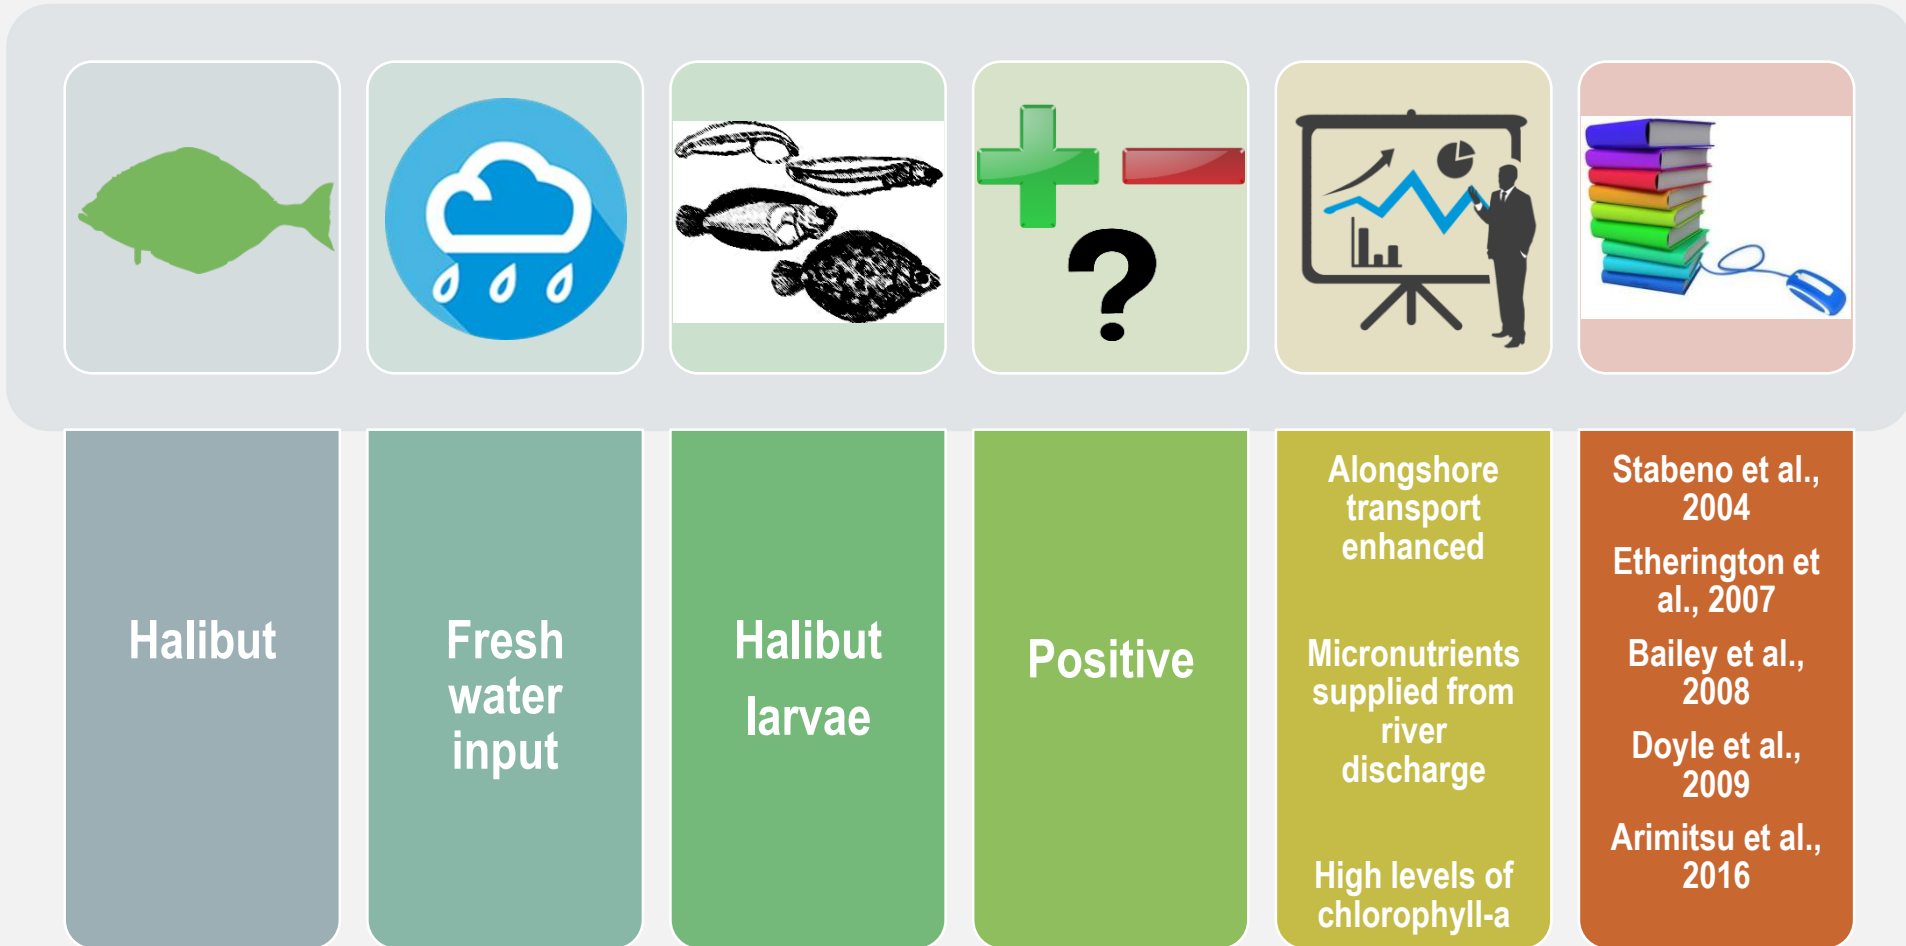 Halibut
Fresh
water
input
Halibut
larvae
Positive
Alongshore
transport
enhanced
Micronutrients
supplied from
river
discharge
High levels of
chlorophyll-a
Stabeno et al.,
2004
Etherington et
al., 2007
Bailey et al.,
2008
Doyle et al.,
2009
Arimitsu et al.,
2016